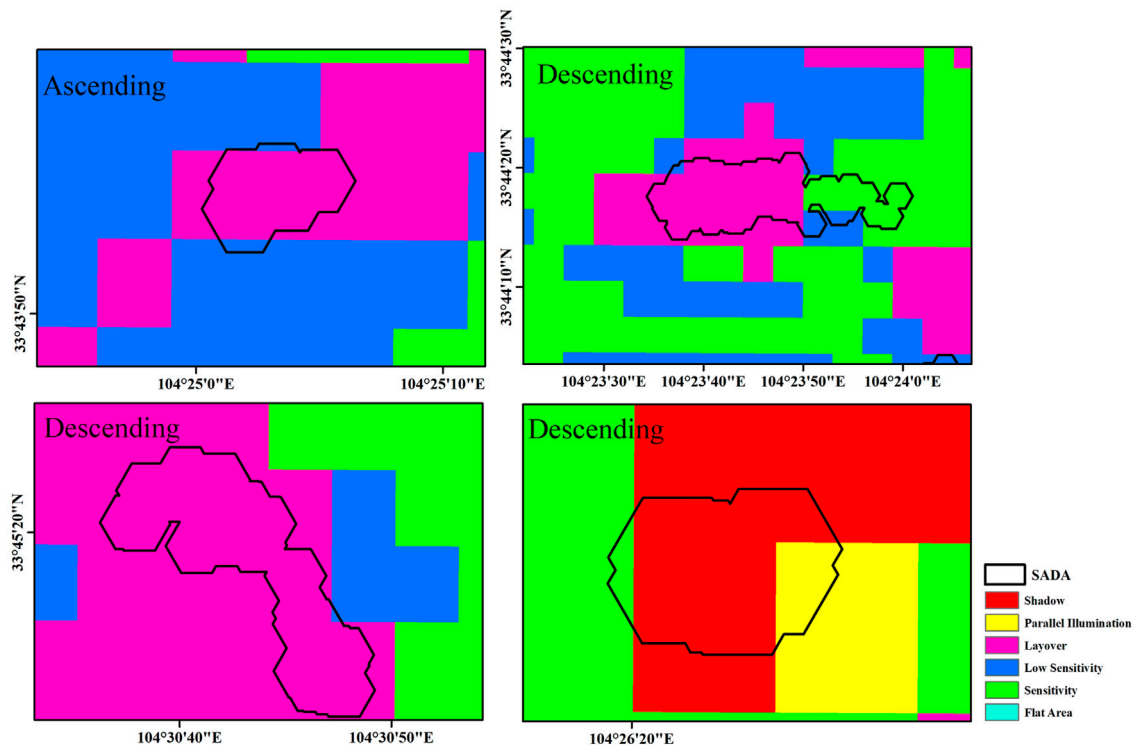 Ascending
33°43'50"N
104°25'0"E
104°25'10"E
Descending
33°44'30"N
33°44'20"N
33°44'10"N
104°23'30"E
104°23'40"E
104°23'50"E
104°24'0"E
Descending
33°45'20"N
104°30'40"E
104°30'50"E
Descending
104°26'20"E
SADA
Shadow
Parallel Illumination
Layover
Low Sensitivity
Sensitivity
Flat Area